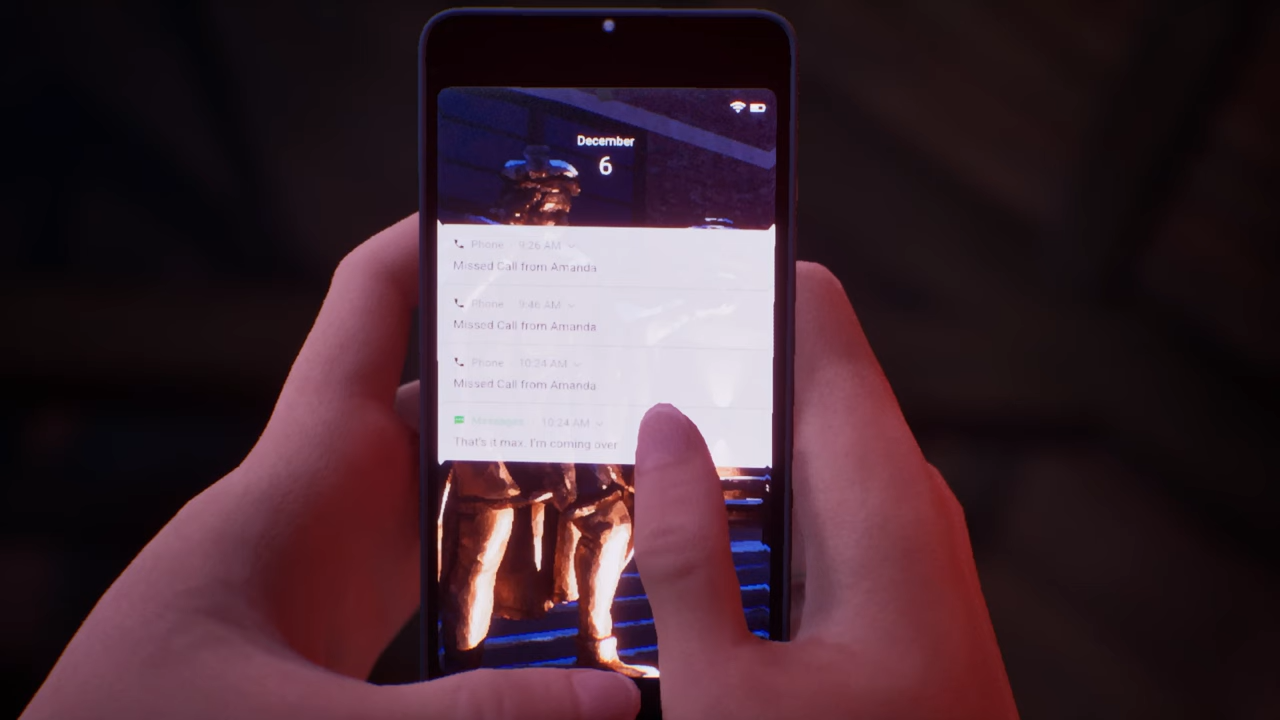 December
6
Phone · 9:26 AM
Missed Call from Amanda
Phone · 9:46 AM
Missed Call from Amanda
Phone · 10:24 AM
Missed Call from Amanda
Messages · 10:24 AM
That's it max. I'm coming over